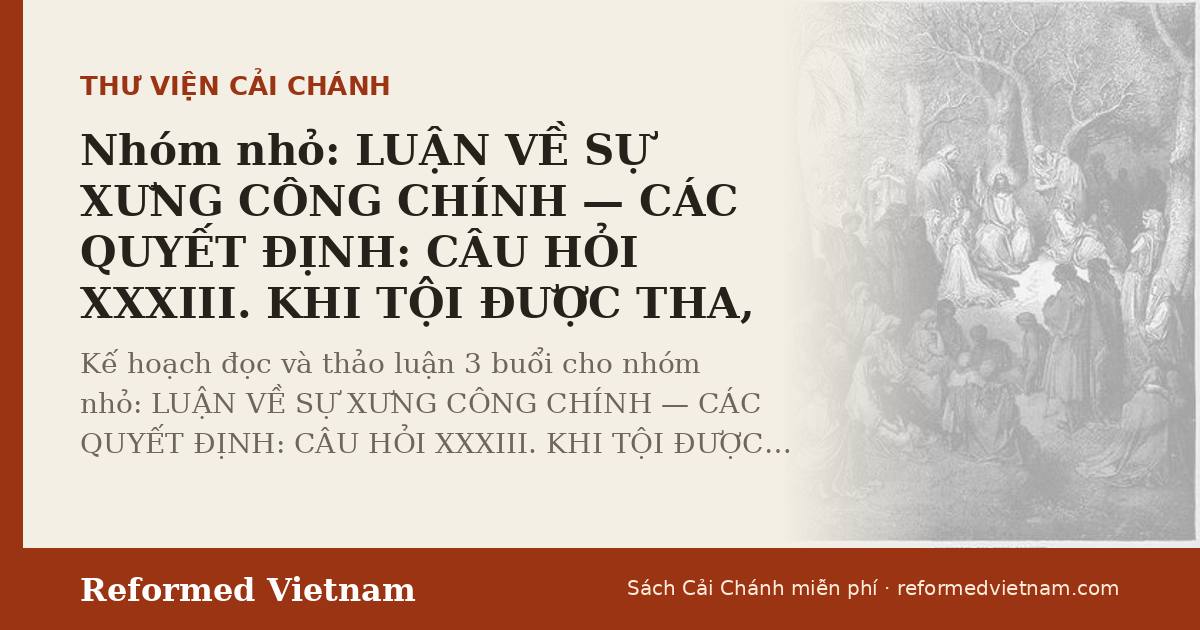 THƯ VIỆN CẢI CHÁNH
Nhóm nhỏ: LUẬN VỀ SỰ
XƯNG CÔNG CHÍNH — CÁC
QUYẾT ĐỊNH: CÂU HỎI
XXXIII. KHI TỘI ĐƯỢC THA,
Kế hoạch đọc và thảo luận 3 buổi cho nhóm
nhỏ: LUẬN VỀ SỰ XƯNG CÔNG CHÍNH — CÁC
QUYẾT ĐỊNH: CÂU HỎI XXXIII. KHI TỘI ĐƯỢC...
Reformed Vietnam
Sách Cải Chánh miễn phí · reformedvietnam.com